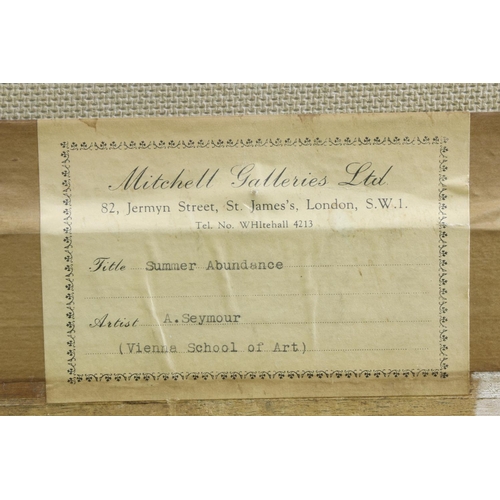 Mitchell Galleries Ltd
82, Jermyn Street, St. James's, London, S.W.1.
Tel. No. WHItehall 4213
Title Summer Abundance
Artist A.Seymour
(Vienna School of Art)